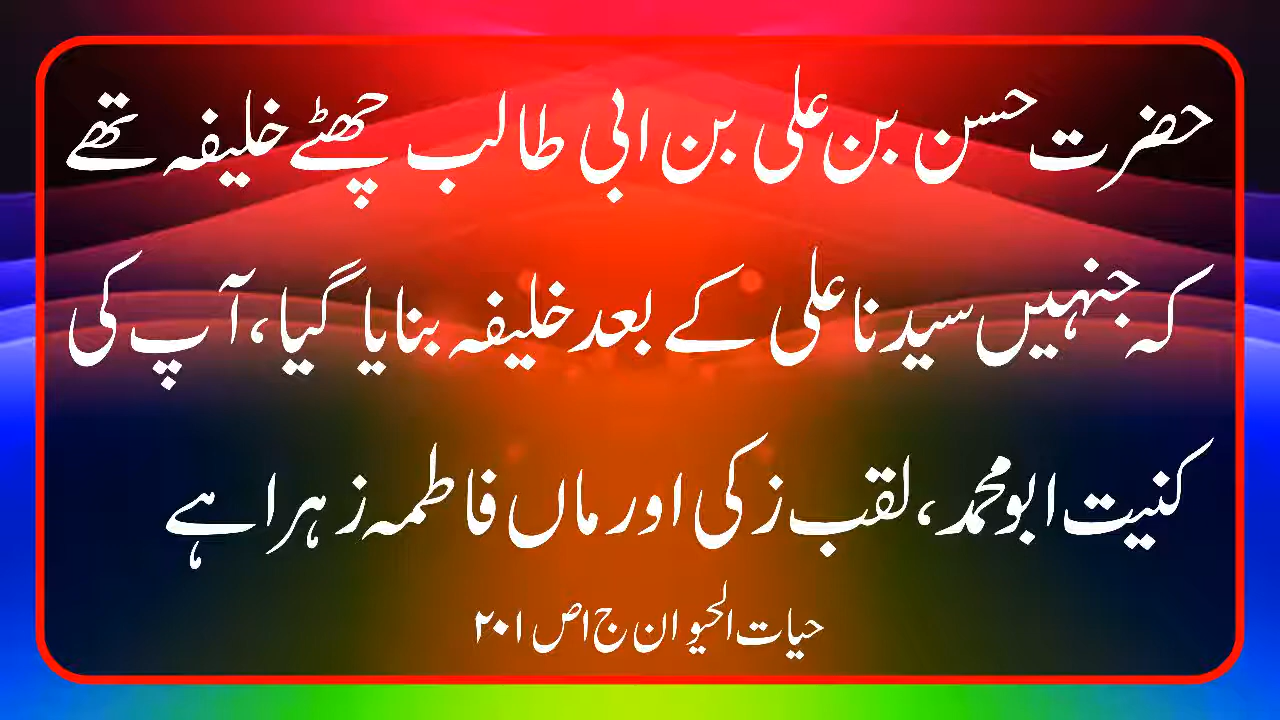 حضرت حسن بن علی بن ابی طالب چھٹے خلیفہ تھے
کہ جنہیں سیدنا علی کے بعد خلیفہ بنایا گیا، آپ کی
کنیت ابو محمد، لقب زکی اور ماں فاطمہ زہرا ہے
حیات الحیوان ج ا ص ۲۰۱